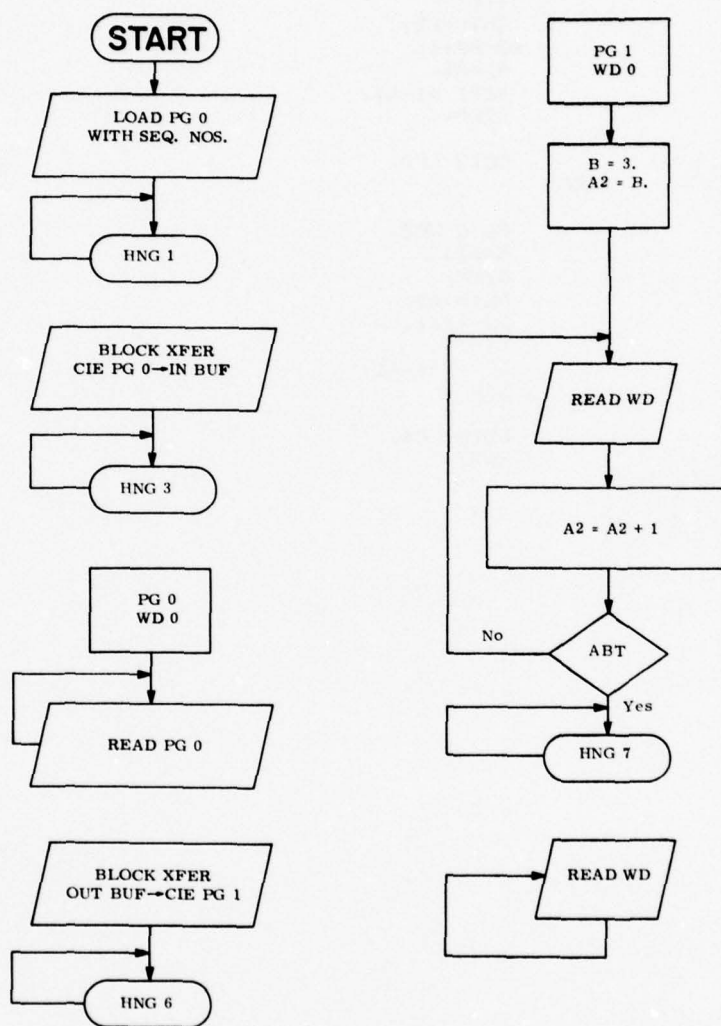 START
LOAD PG 0
WITH SEQ. NOS.
HNG 1
BLOCK XFER
CIE PG 0→IN BUF
HNG 3
PG 0
WD 0
READ PG 0
BLOCK XFER
OUT BUF→CIE PG 1
HNG 6
PG 1
WD 0
B = 3.
A2 = B.
READ WD
A2 = A2 + 1
No
ABT
Yes
HNG 7
READ WD